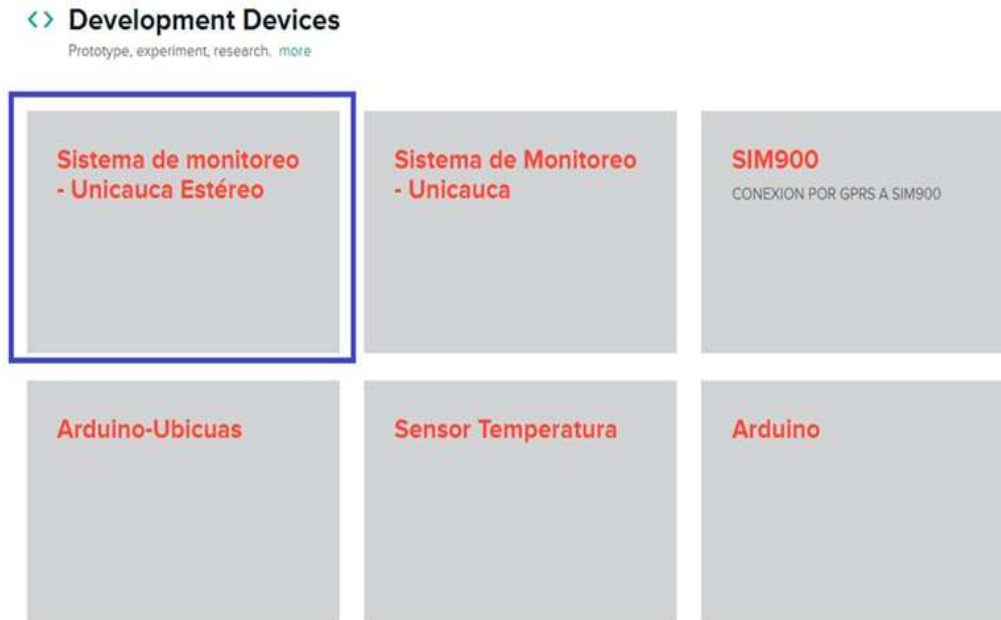 <> Development Devices
Prototype, experiment, research. more
Sistema de monitoreo
- Unicauca Estéreo
Sistema de Monitoreo
- Unicauca
SIM900
CONEXION POR GPRS A SIM900
Arduino-Ubicuas
Sensor Temperatura
Arduino